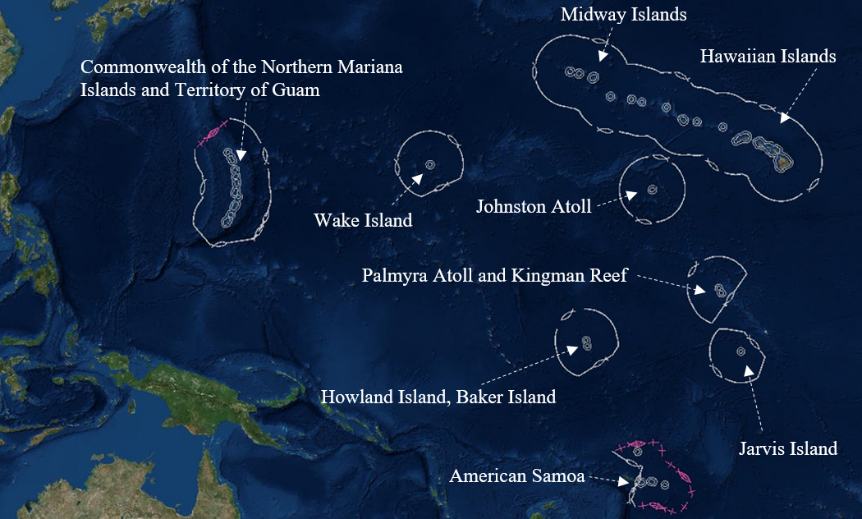 Midway Islands
Hawaiian Islands
Commonwealth of the Northern Mariana
Islands and Territory of Guam
Wake Island
Johnston Atoll
Palmyra Atoll and Kingman Reef
Howland Island, Baker Island
Jarvis Island
American Samoa